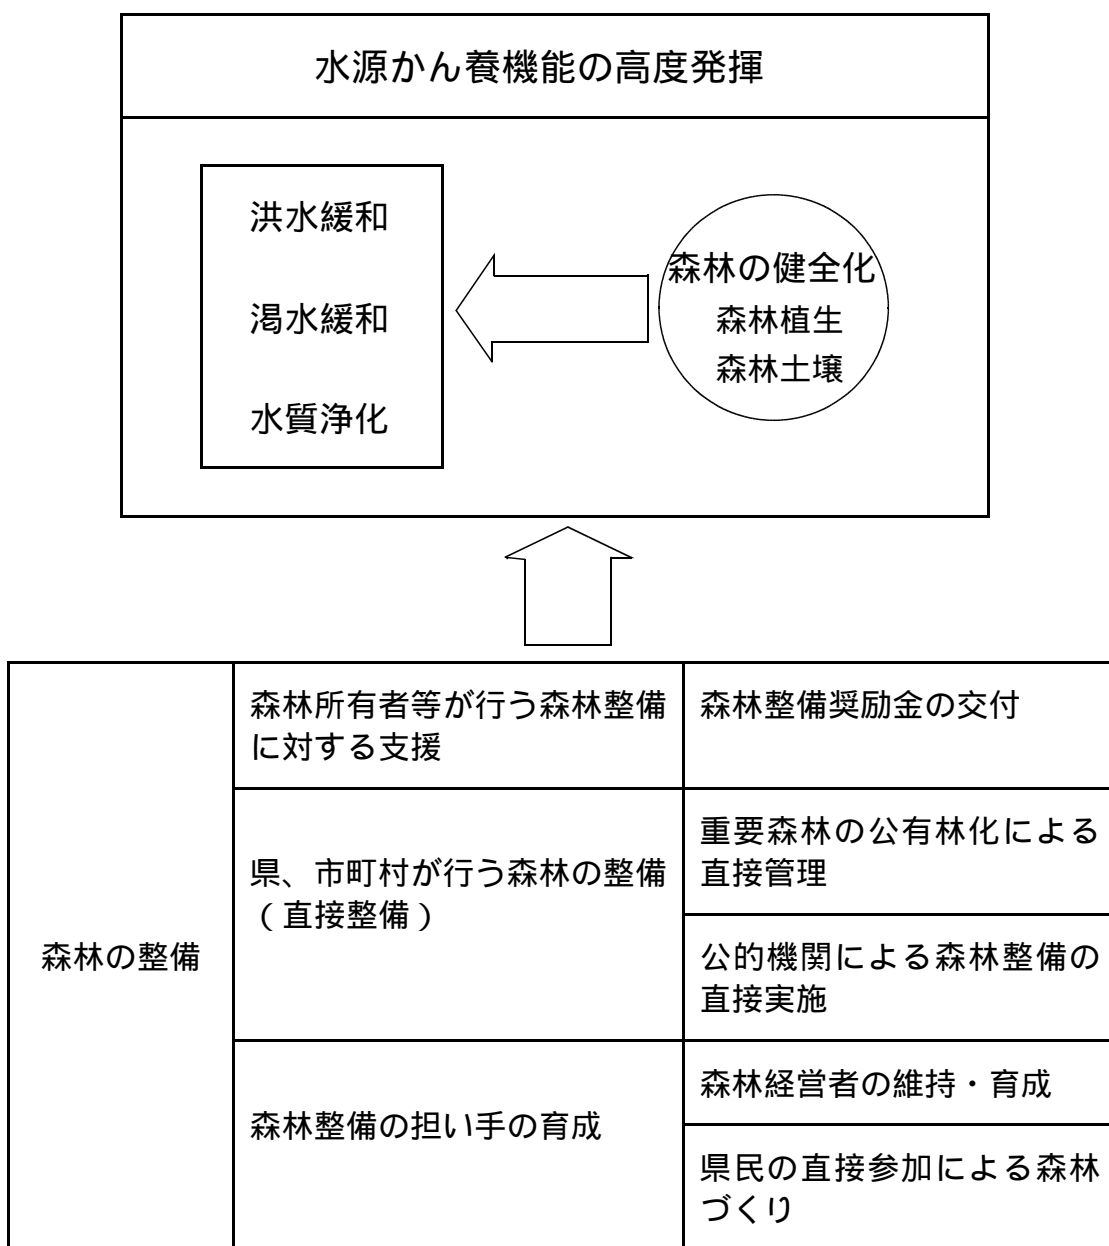 水源かん養機能の高度発揮
洪水緩和
渇水緩和
水質浄化
森林の健全化
森林植生
森林土壌
森林の整備
森林所有者等が行う森林整備
に対する支援
森林整備奨励金の交付
県、市町村が行う森林の整備
(直接整備)
重要森林の公有林化による
直接管理
公的機関による森林整備の
直接実施
森林整備の担い手の育成
森林経営者の維持・育成
県民の直接参加による森林
づくり